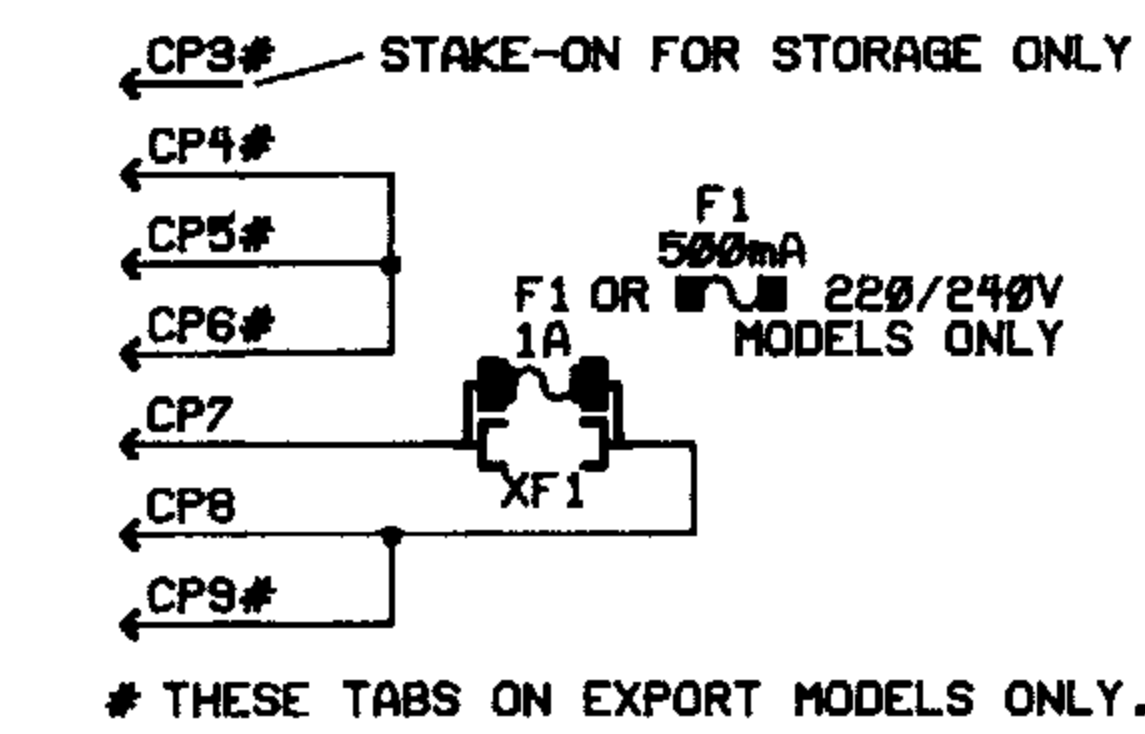 CP3# STAKE-ON FOR STORAGE ONLY
CP4#
CP5#
CP6#
CP7
CP8
CP9#
F1
500mA
F1 OR 220/240V
1A MODELS ONLY
XF1
# THESE TABS ON EXPORT MODELS ONLY.